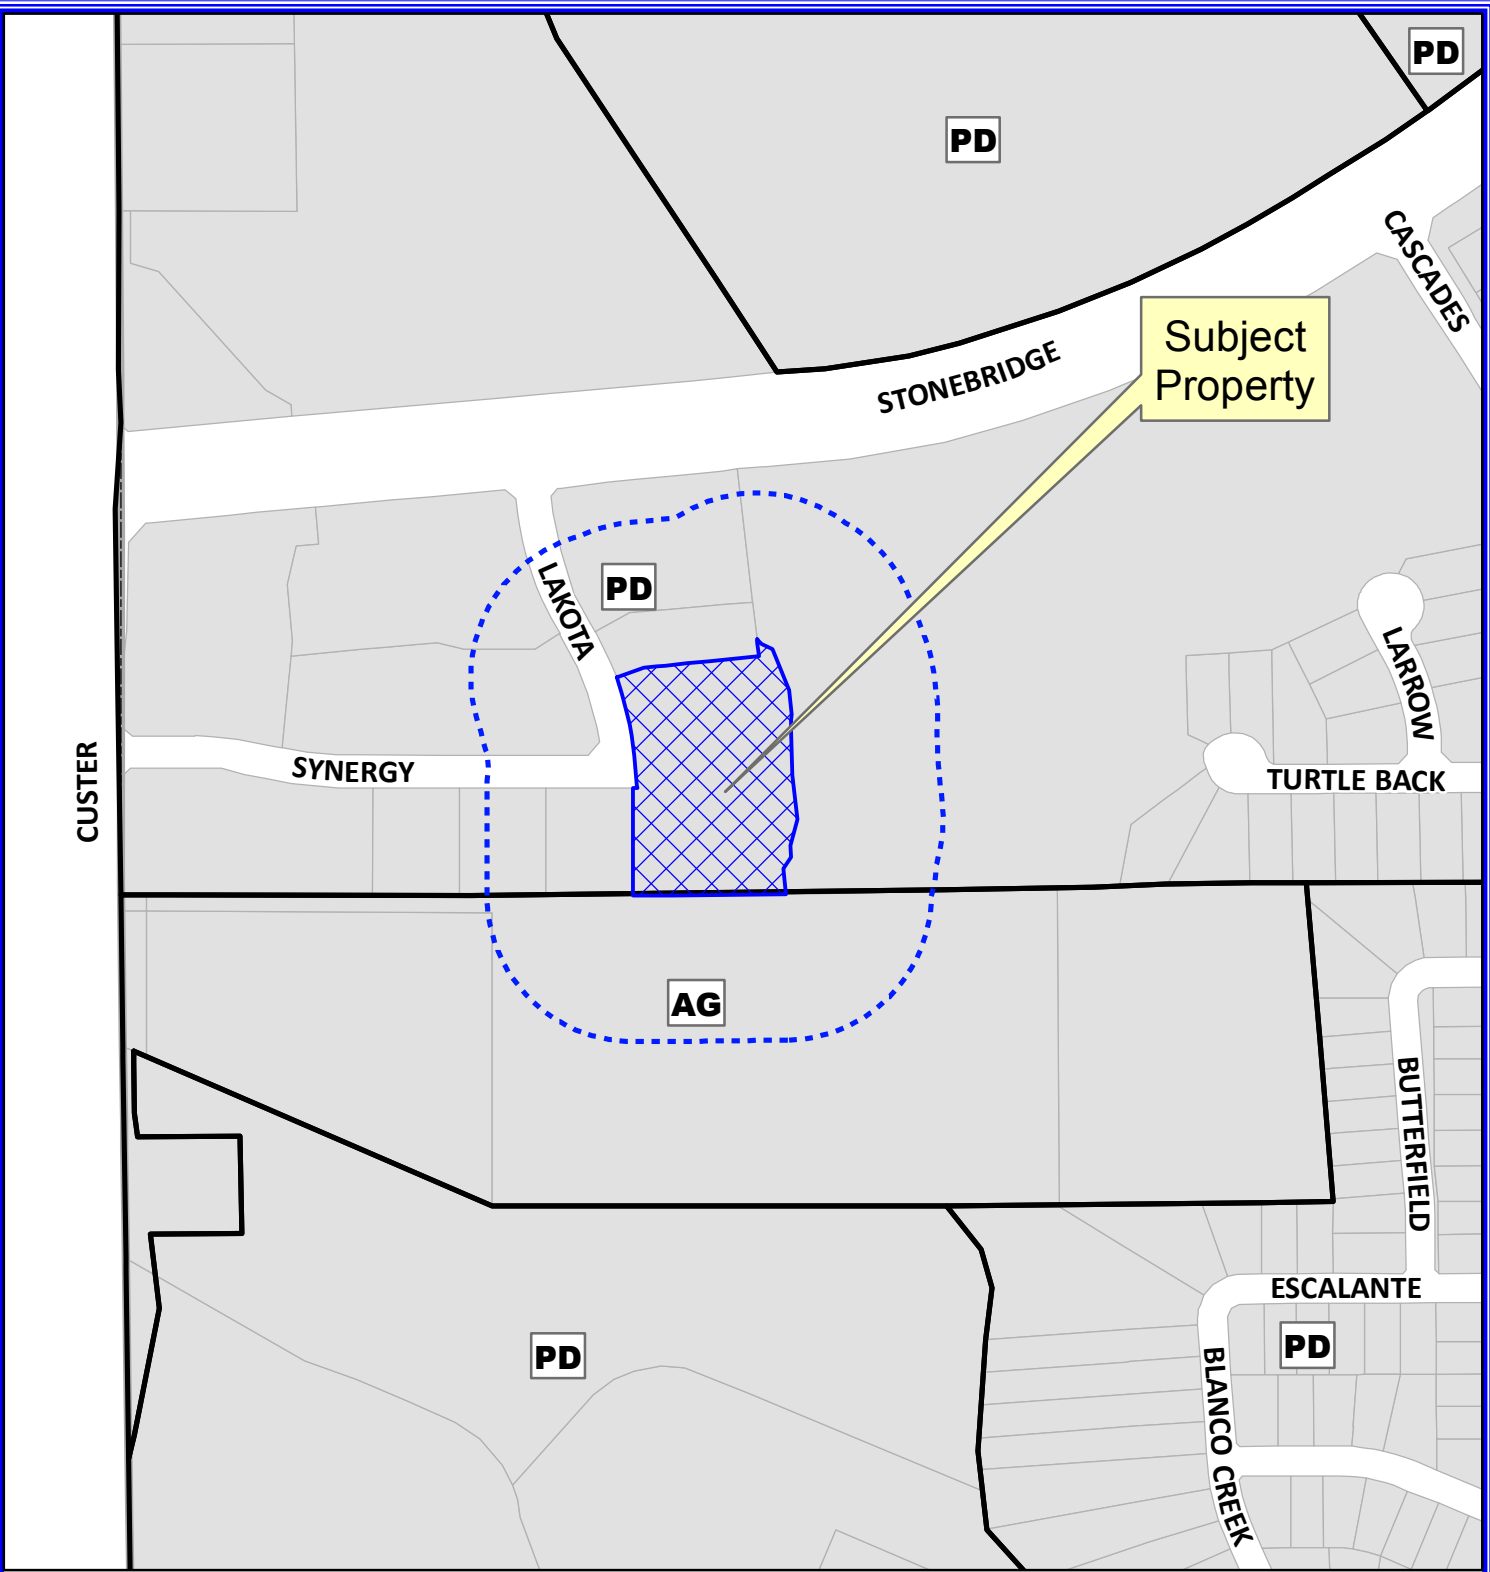 PD
PD
CASCADES
Subject
Property
STONEBRIDGE
LAKOTA
PD
LARROW
CUSTER
SYNERGY
TURTLE BACK
AG
BUTTERFIELD
ESCALANTE
PD
PD
BLANCO CREEK